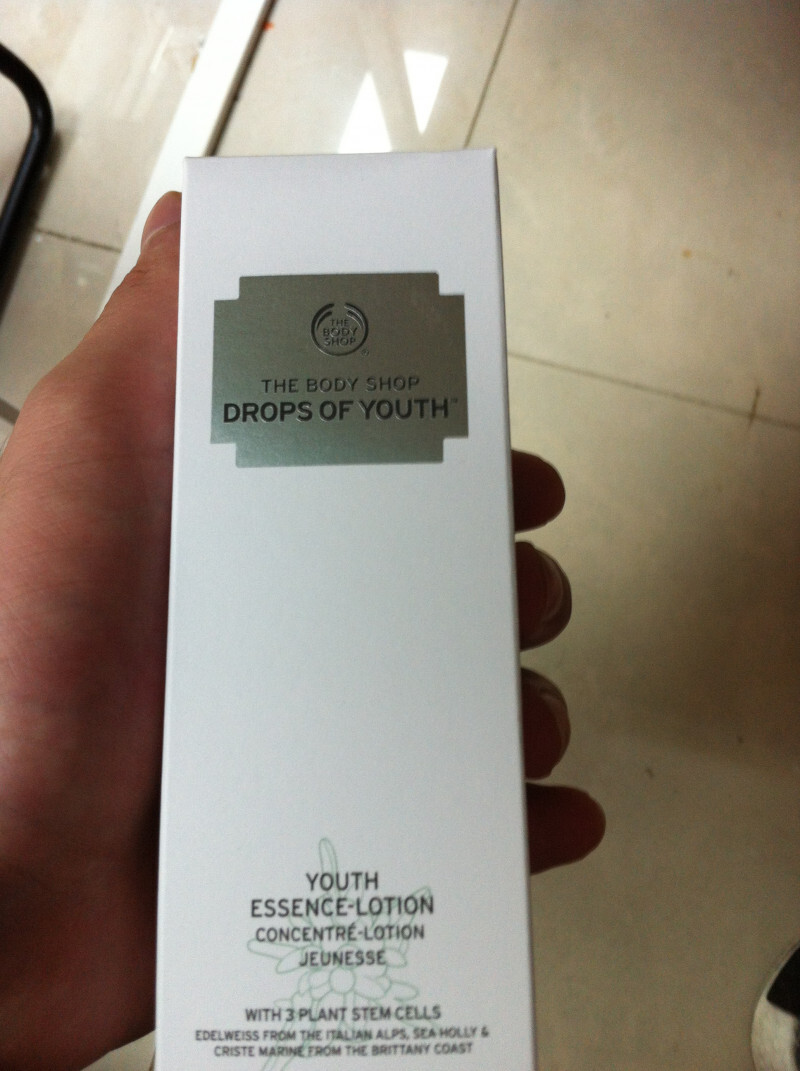 THE
BODY
SHOP
®
THE BODY SHOP
DROPS OF YOUTH™
YOUTH
ESSENCE-LOTION
CONCENTRÉ-LOTION
JEUNESSE
WITH 3 PLANT STEM CELLS
EDELWEISS FROM THE ITALIAN ALPS, SEA HOLLY &
CRISTE MARINE FROM THE BRITTANY COAST